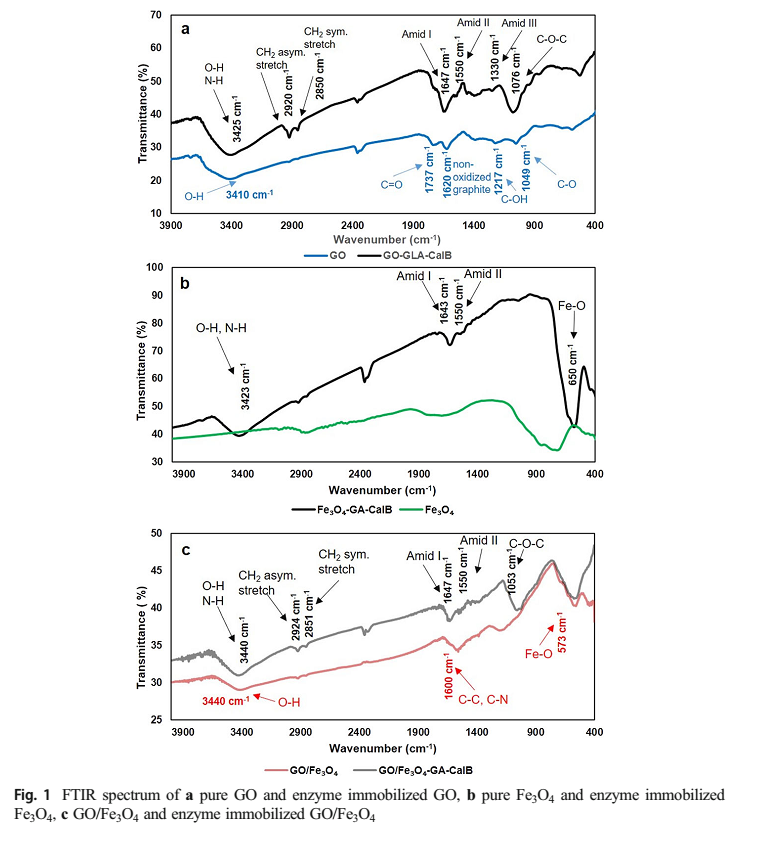 a
70
60
50
40
30
20
10
Transmittance (%)
O-H
N-H
3425 cm-1
CH2 asym.
stretch
2920 cm-1
CH2 sym.
stretch
2850 cm-1
Amid I
1647 cm-1
Amid II
1550 cm-1
Amid III
1330 cm-1
1076 cm-1
C-O-C
O-H
3410 cm-1
C=O
1737 cm-1
1620 cm-1
non-
oxidized
graphite
1217 cm-1
C-OH
1049 cm-1
C-O
3900 3400 2900 2400 1900 1400 900 400
Wavenumber (cm-1)
GO GO-GLA-CalB
b
100
90
80
70
60
50
40
30
Transmittance (%)
O-H, N-H
3423 cm-1
Amid I
1643 cm-1
Amid II
1550 cm-1
Fe-O
650 cm-1
3900 3400 2900 2400 1900 1400 900 400
Wavenumber (cm-1)
Fe3O4-GA-CalB Fe3O4
c
50
45
40
35
30
25
Transmittance ( %)
O-H
N-H
3440 cm-1
CH2 asym.
stretch
2924 cm-1
CH2 sym.
stretch
2851 cm-1
Amid I
1647 cm-1
Amid II
1550 cm-1
C-O-C
1053 cm-1
3440 cm-1
O-H
1600 cm-1
C-C, C-N
Fe-O
573 cm-1
3900 3400 2900 2400 1900 1400 900 400
Wavenumber (cm-1)
GO/Fe3O4 GO/Fe3O4-GA-CalB
Fig. 1 FTIR spectrum of a pure GO and enzyme immobilized GO, b pure Fe3O4 and enzyme immobilized
Fe3O4, c GO/Fe3O4 and enzyme immobilized GO/Fe3O4